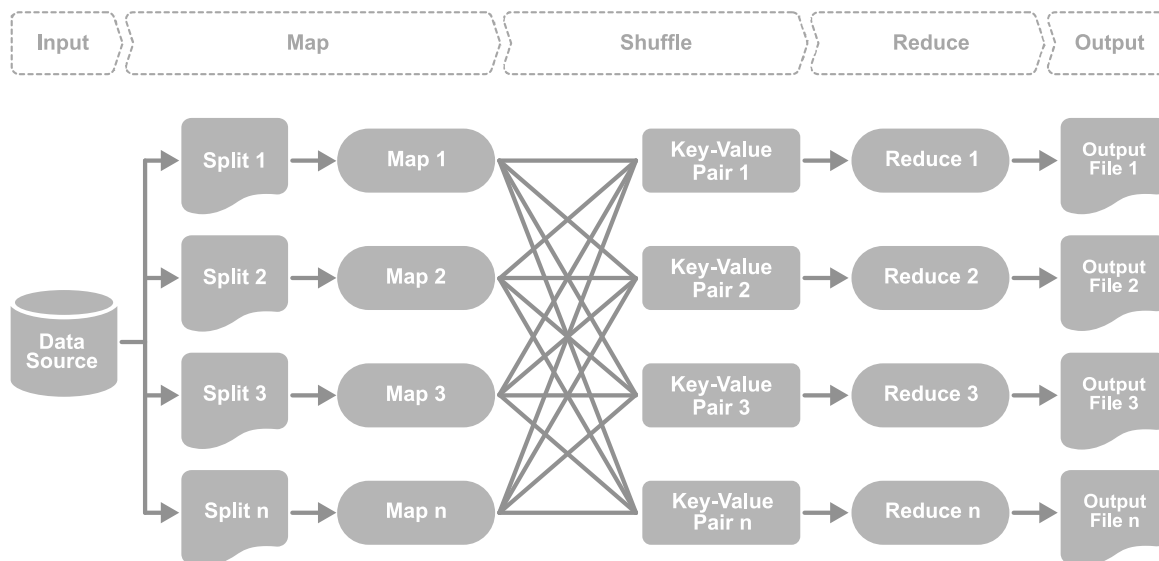 Input
Map
Shuffle
Reduce
Output
Split 1
Map 1
Key-Value
Pair 1
Reduce 1
Output
File 1
Split 2
Map 2
Key-Value
Pair 2
Reduce 2
Output
File 2
Data
Source
Split 3
Map 3
Key-Value
Pair 3
Reduce 3
Output
File 3
Split n
Map n
Key-Value
Pair n
Reduce n
Output
File n